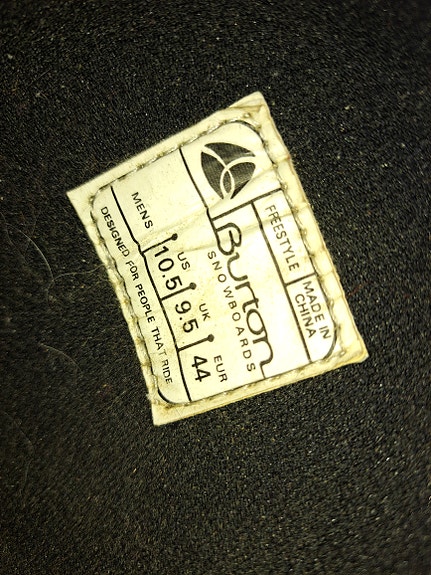 Burton
SNOWBOARDS
FREESTYLE
MADE IN
CHINA
MENS
US
10.5
UK
9.5
EUR
44
DESIGNED FOR PEOPLE THAT RIDE